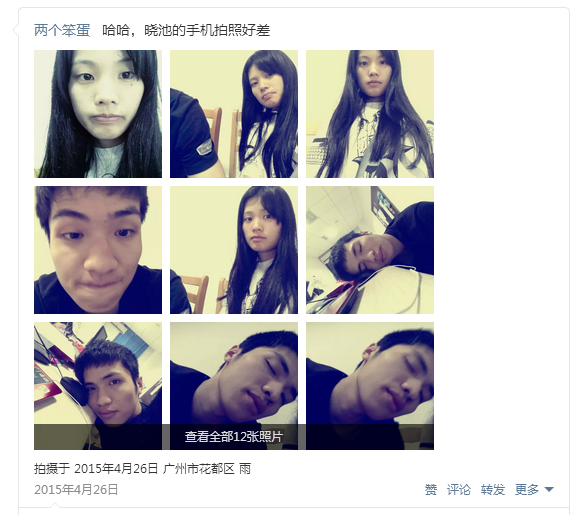 两个笨蛋 哈哈，晓池的手机拍照好差
查看全部12张照片
拍摄于 2015年4月26日 广州市花都区 雨
2015年4月26日 赞 评论 转发 更多